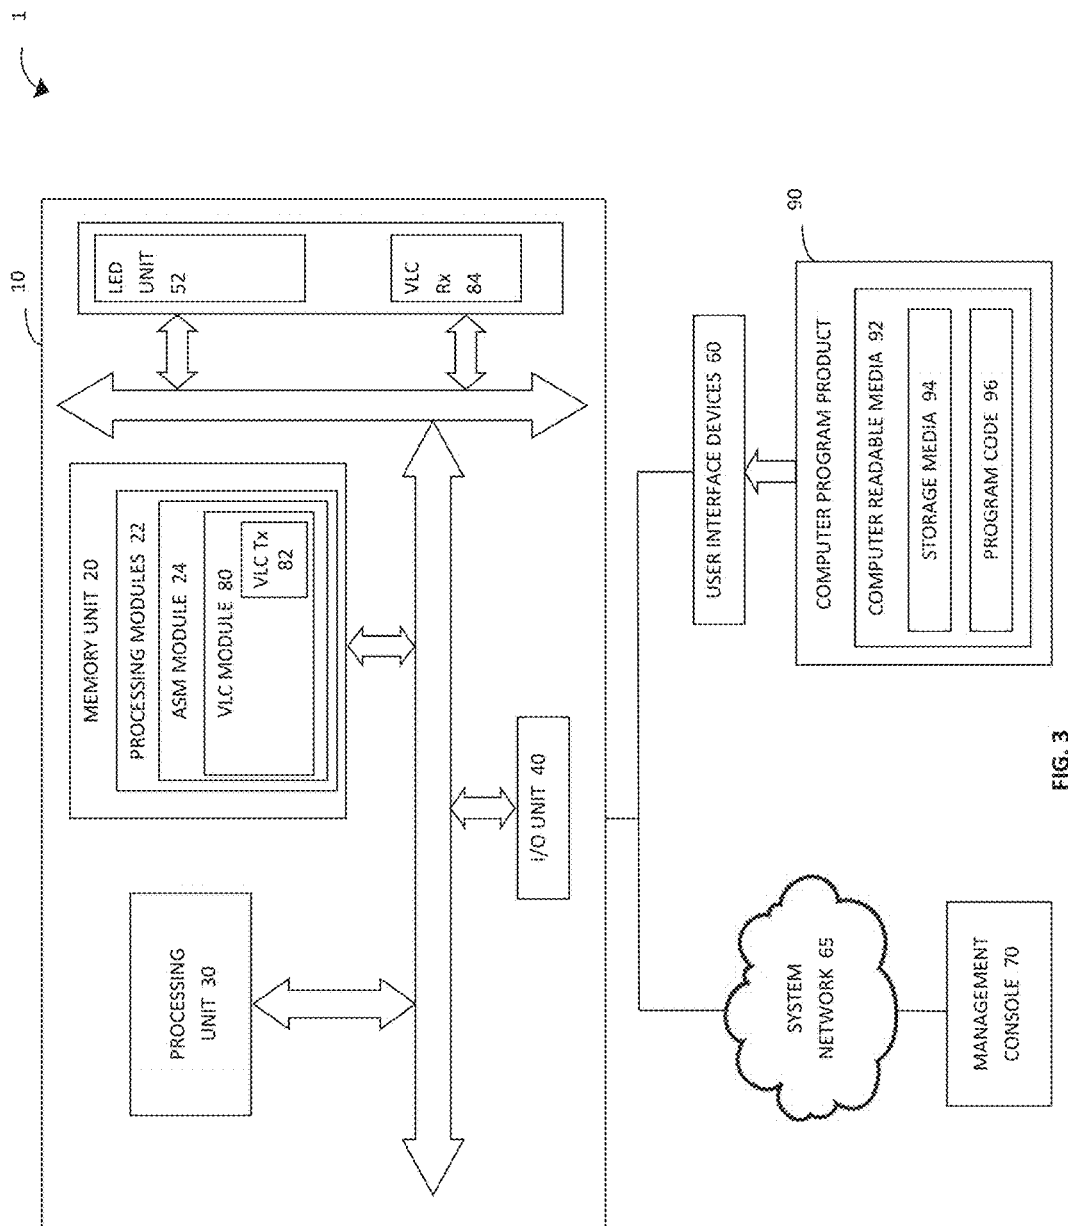 1
10
PROCESSING
UNIT 30
MEMORY UNIT 20
PROCESSING MODULES 22
ASM MODULE 24
VLC MODULE 80
VLC Tx
82
LED
UNIT
52
VLC
Rx
84
I/O UNIT 40
SYSTEM
NETWORK 65
MANAGEMENT
CONSOLE 70
USER INTERFACE DEVICES 60
90
COMPUTER PROGRAM PRODUCT
COMPUTER READABLE MEDIA 92
STORAGE MEDIA 94
PROGRAM CODE 96
FIG. 3